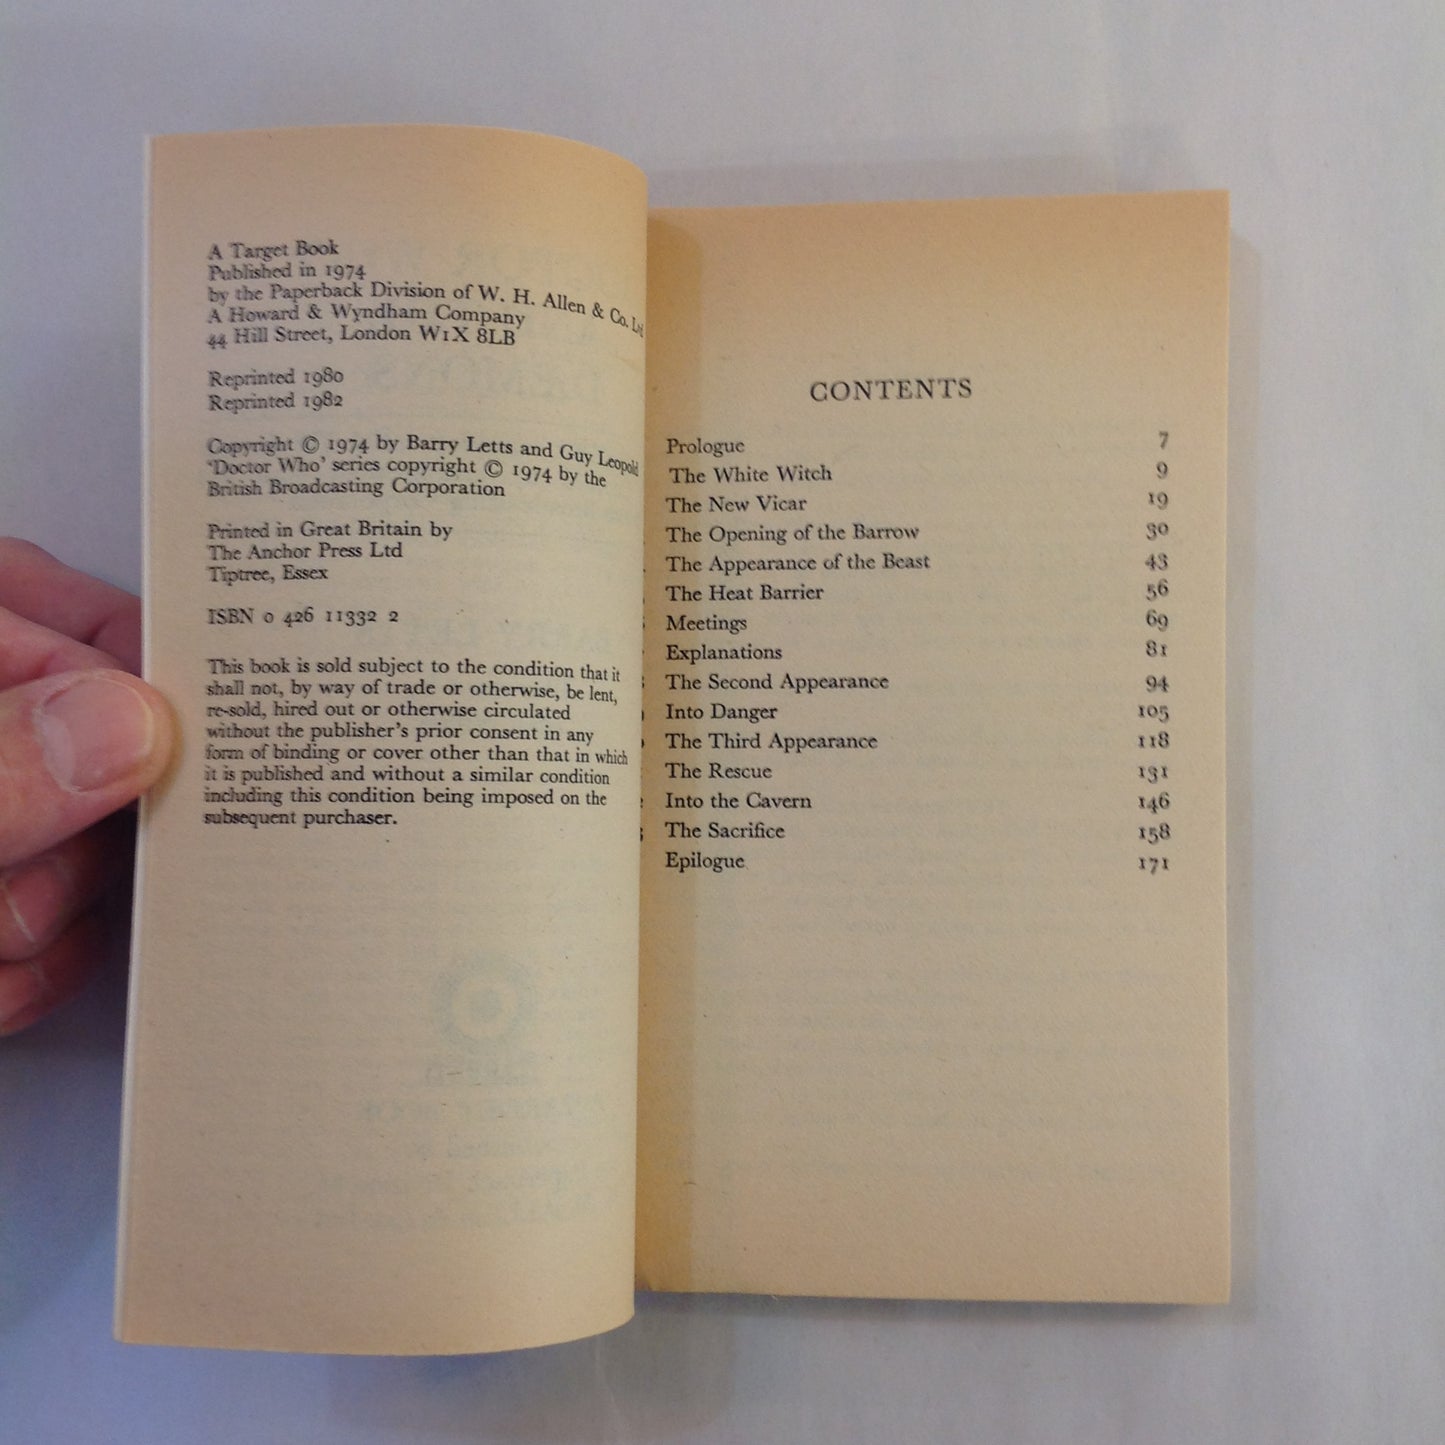 A Target Book
Published in 1974
by the Paperback Division of W. H. Allen & Co. Ltd
A Howard & Wyndham Company
44 Hill Street, London W1X 8LB
Reprinted 1980
Reprinted 1982
Copyright © 1974 by Barry Letts and Guy Leopold
'Doctor Who' series copyright © 1974 by the
British Broadcasting Corporation
Printed in Great Britain by
The Anchor Press Ltd
Tiptree, Essex
ISBN 0 426 11332 2
This book is sold subject to the condition that it
shall not, by way of trade or otherwise, be lent,
re-sold, hired out or otherwise circulated
without the publisher's prior consent in any
form of binding or cover other than that in which
it is published and without a similar condition
including this condition being imposed on the
subsequent purchaser.
CONTENTS
Prologue 7
The White Witch 9
The New Vicar 19
The Opening of the Barrow 30
The Appearance of the Beast 43
The Heat Barrier 56
Meetings 69
Explanations 81
The Second Appearance 94
Into Danger 105
The Third Appearance 118
The Rescue 131
Into the Cavern 146
The Sacrifice 158
Epilogue 171